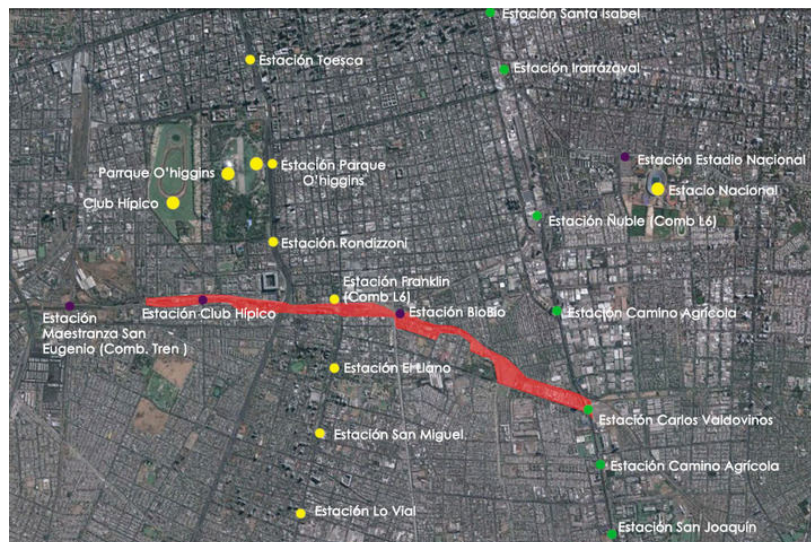 Estación Santa Isabel
Estación Toesca
Estación Irarrázaval
Estación Estadio Nacional
Estación Parque
O'higgins
Parrque O'higgins
Estacio Nacional
Club Hípico
Estación Ñuble (Comb L6)
Estación Rondizzoni
Estación Franklin
(Comb L6)
Estación BíoBío
Estación Camino Agrícola
Estación Club Hípico
Estación
Maestranza San
Eugenio (Comb. Tren )
Estación El Llano
Estación Carlos Valdovinos
Estación San Miguel
Estación Camino Agrícola
Estación Lo Vial
Estación San Joaquín